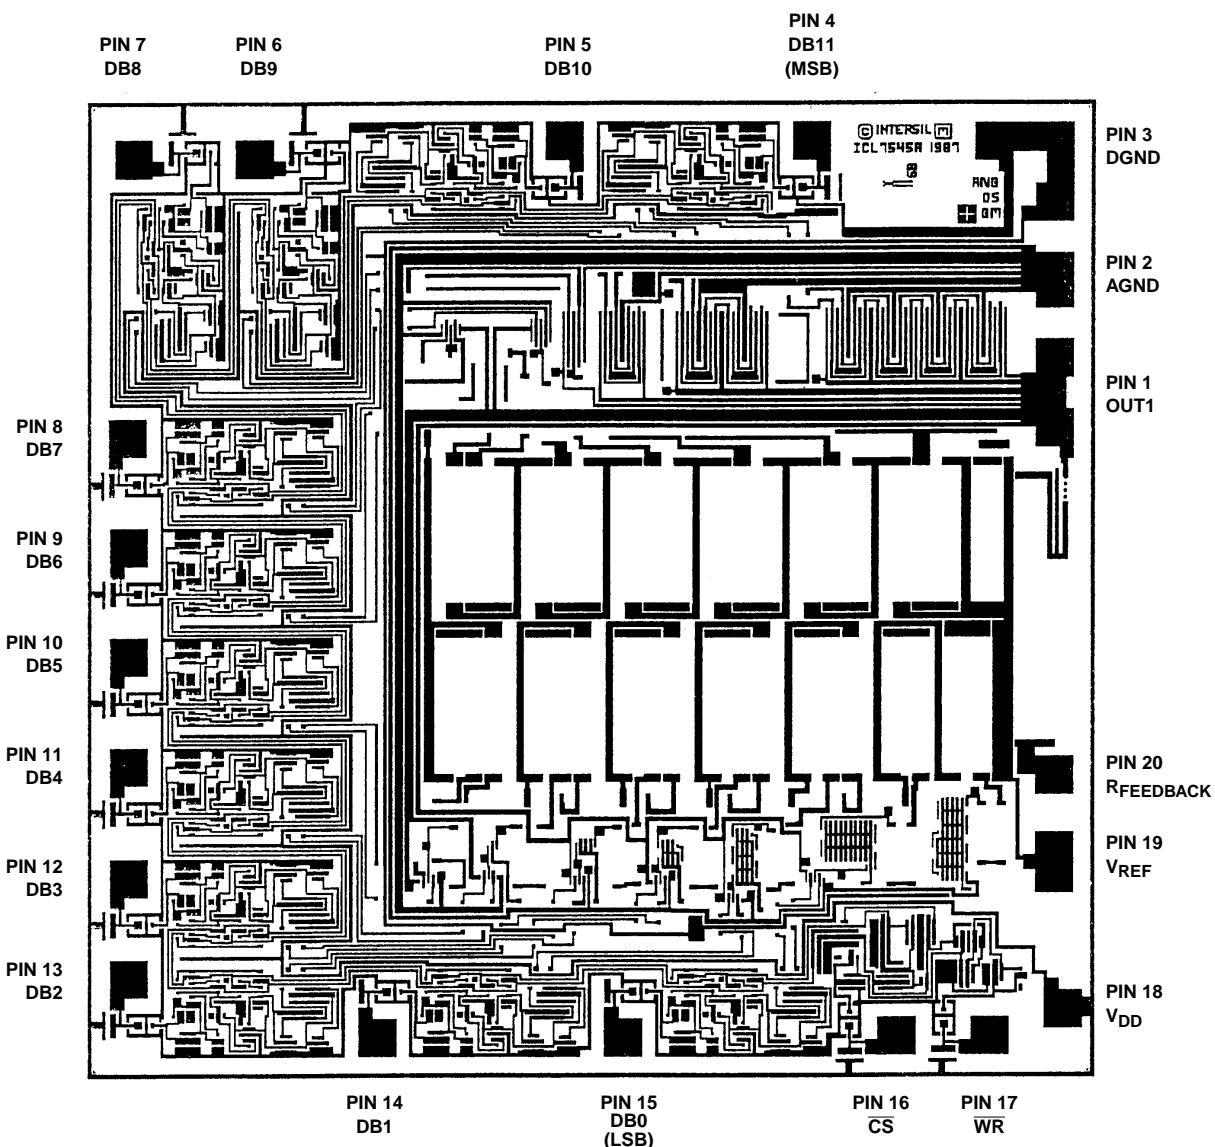 PIN 7
DB8
PIN 6
DB9
PIN 5
DB10
PIN 4
DB11
(MSB)
© INTERSIL Ⓜ
ICL7545A 1987
PIN 3
DGND
PIN 2
AGND
PIN 1
OUT1
PIN 8
DB7
PIN 9
DB6
PIN 10
DB5
PIN 11
DB4
PIN 12
DB3
PIN 13
DB2
PIN 20
RFEEDBACK
PIN 19
VREF
PIN 18
VDD
PIN 14
DB1
PIN 15
DB0
(LSB)
PIN 16
CS
PIN 17
WR